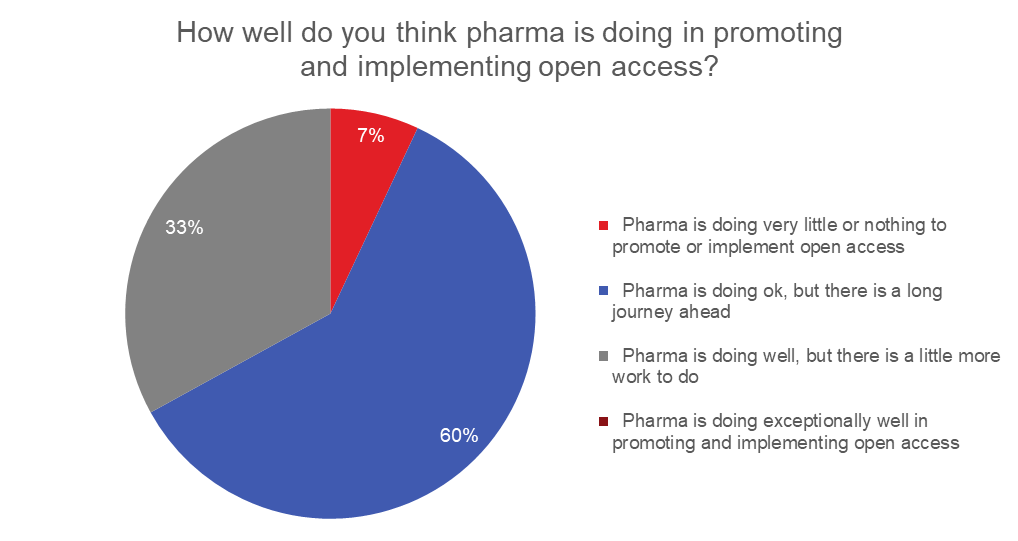 How well do you think pharma is doing in promoting
and implementing open access?
7%
33%
60%
Pharma is doing very little or nothing to
promote or implement open access
Pharma is doing ok, but there is a long
journey ahead
Pharma is doing well, but there is a little more
work to do
Pharma is doing exceptionally well in
promoting and implementing open access